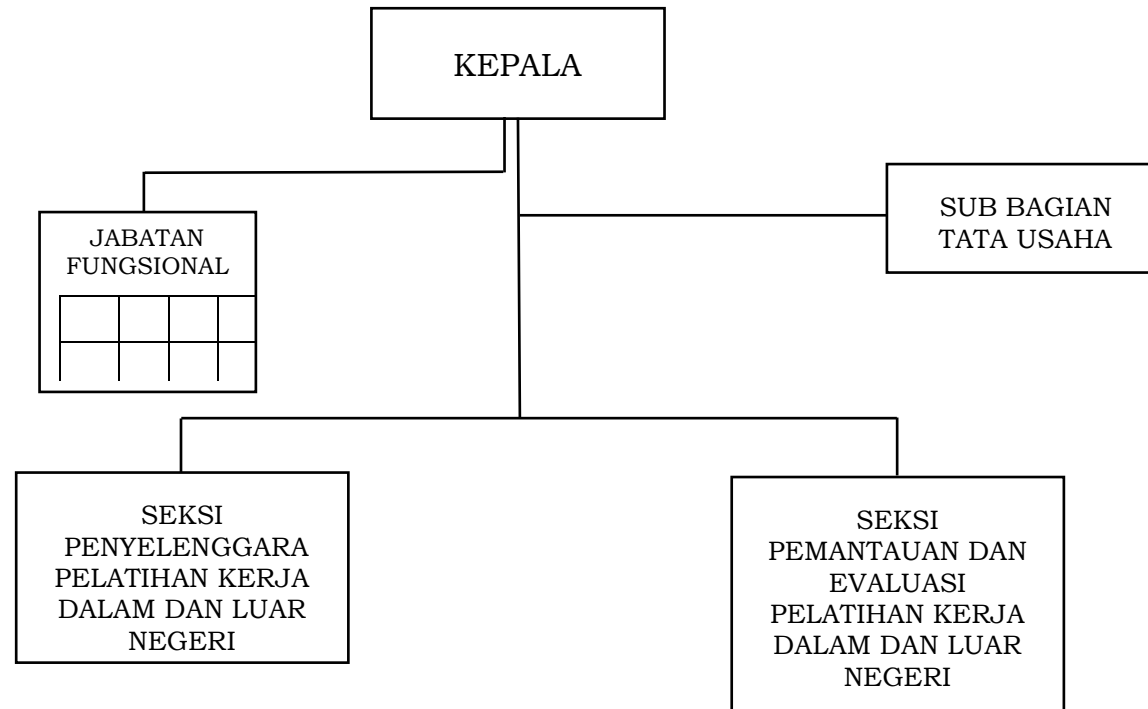 KEPALA
SUB BAGIAN
TATA USAHA
JABATAN
FUNGSIONAL
SEKSI
PENYELENGGARA
PELATIHAN KERJA
DALAM DAN LUAR
NEGERI
SEKSI
PEMANTAUAN DAN
EVALUASI
PELATIHAN KERJA
DALAM DAN LUAR
NEGERI